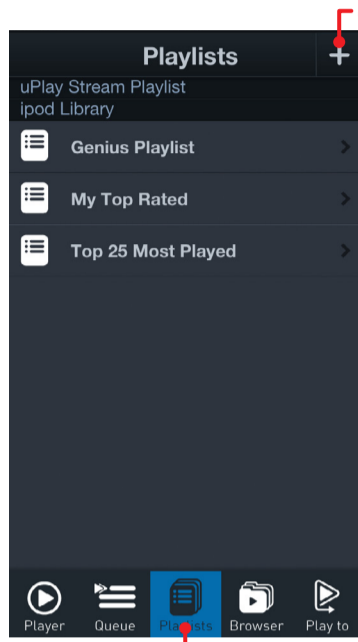 Playlists +
uPlay Stream Playlist
ipod Library
Genius Playlist
My Top Rated
Top 25 Most Played
Player Queue Playlists Browser Play to